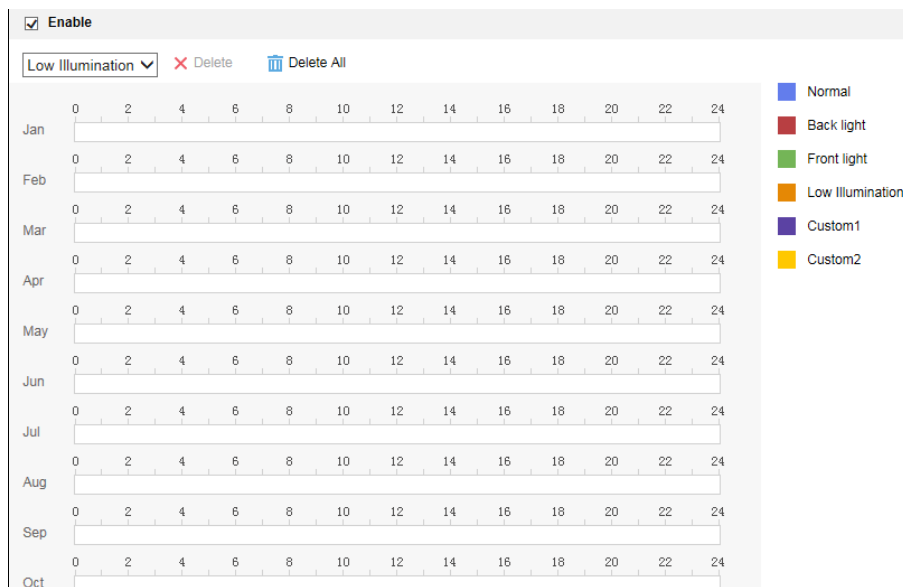 Enable
Low Illumination Delete Delete All
Normal
Back light
Front light
Low Illumination
Custom1
Custom2
0 2 4 6 8 10 12 14 16 18 20 22 24
Jan
0 2 4 6 8 10 12 14 16 18 20 22 24
Feb
0 2 4 6 8 10 12 14 16 18 20 22 24
Mar
0 2 4 6 8 10 12 14 16 18 20 22 24
Apr
0 2 4 6 8 10 12 14 16 18 20 22 24
May
0 2 4 6 8 10 12 14 16 18 20 22 24
Jun
0 2 4 6 8 10 12 14 16 18 20 22 24
Jul
0 2 4 6 8 10 12 14 16 18 20 22 24
Aug
0 2 4 6 8 10 12 14 16 18 20 22 24
Sep
0 2 4 6 8 10 12 14 16 18 20 22 24
Oct